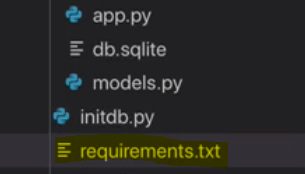 app.py
db.sqlite
models.py
initdb.py
requirements.txt